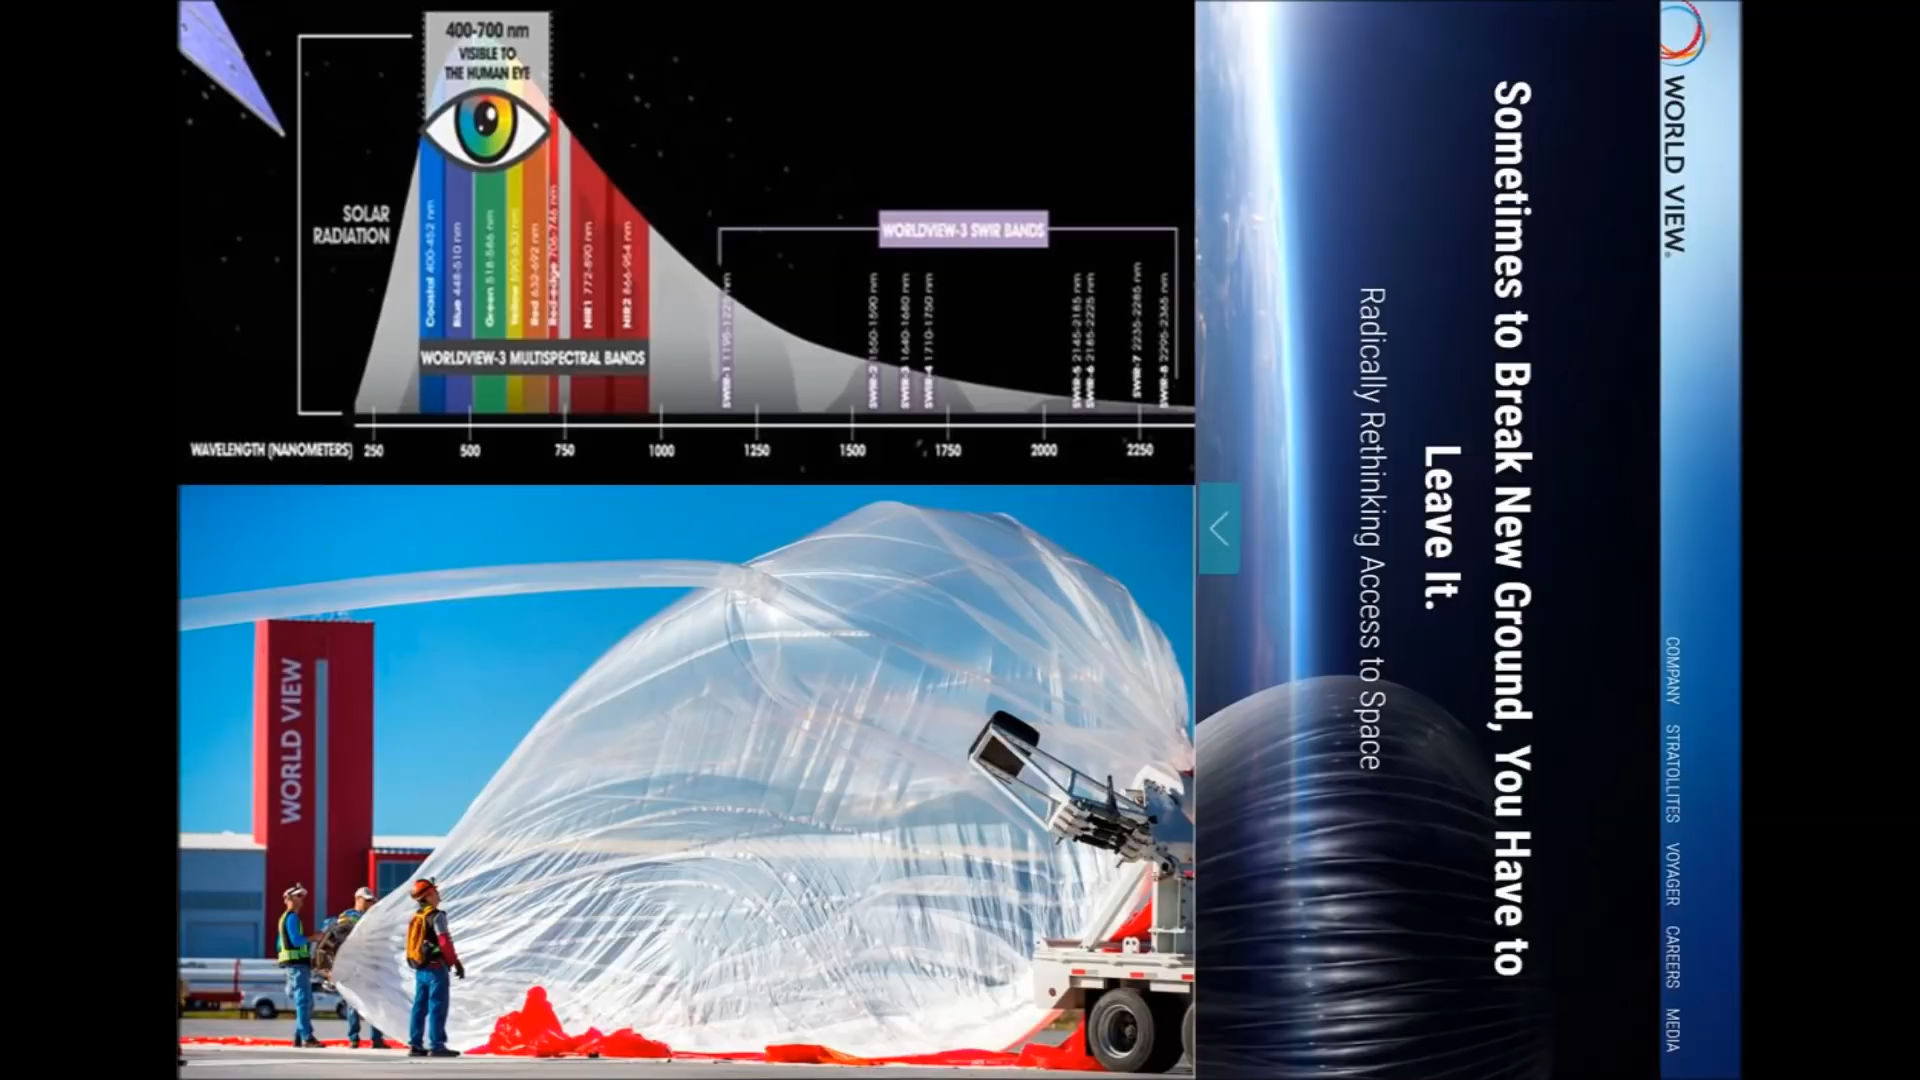 400-700 nm
VISIBLE TO
THE HUMAN EYE
SOLAR
RADIATION
Coastal 400-452 nm
Blue 448-510 nm
Green 518-586 nm
Yellow 590-630 nm
Red 632-692 nm
Red-edge 706-746 nm
NIR1 772-890 nm
NIR2 866-954 nm
WORLDVIEW-3 MULTISPECTRAL BANDS
WORLDVIEW-3 SWIR BANDS
SWIR-1 1195-1225 nm
SWIR-2 1550-1590 nm
SWIR-3 1640-1680 nm
SWIR-4 1710-1750 nm
SWIR-5 2145-2185 nm
SWIR-6 2185-2225 nm
SWIR-7 2235-2285 nm
SWIR-8 2295-2365 nm
WAVELENGTH (NANOMETERS) 250 500 750 1000 1250 1500 1750 2000 2250
WORLD VIEW
WORLD VIEW®
COMPANY STRATOLLITES VOYAGER CAREERS MEDIA
Sometimes to Break New Ground, You Have to
Leave It.
Radically Rethinking Access to Space